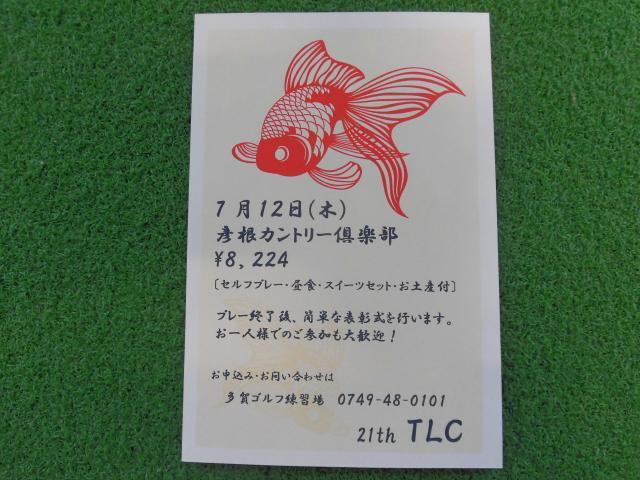 7月12日(木)
彦根カントリー倶楽部
¥8,224
[セルフプレー・昼食・スイーツセット・お土産付]
プレー終了後、簡単な表彰式を行います。
お一人様でのご参加も大歓迎!
お申込み・お問い合わせは
多賀ゴルフ練習場 0749-48-0101
21th TLC